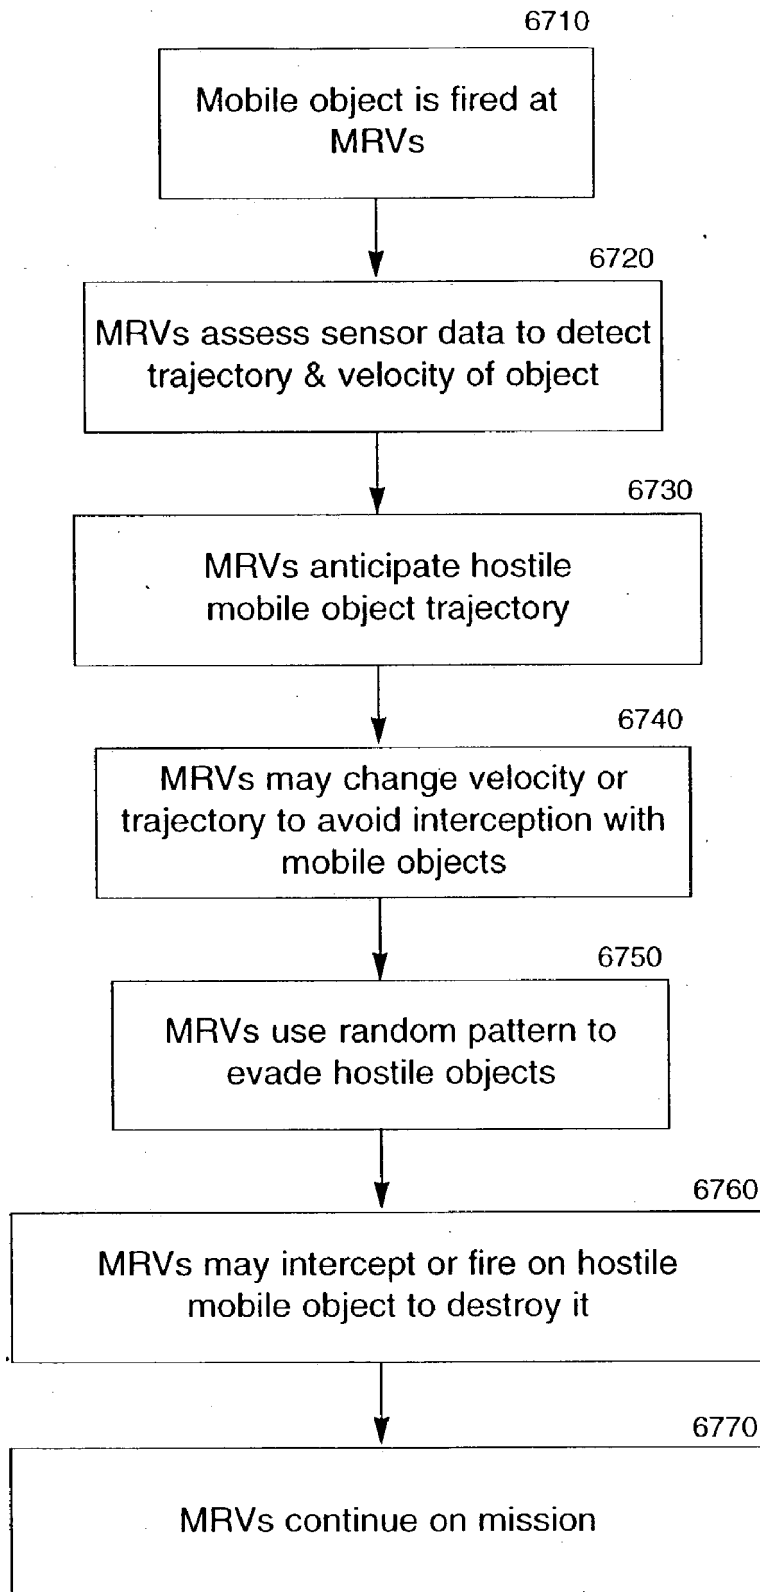 6710
Mobile object is fired at
MRVs
6720
MRVs assess sensor data to detect
trajectory & velocity of object
6730
MRVs anticipate hostile
mobile object trajectory
6740
MRVs may change velocity or
trajectory to avoid interception with
mobile objects
6750
MRVs use random pattern to
evade hostile objects
6760
MRVs may intercept or fire on hostile
mobile object to destroy it
6770
MRVs continue on mission